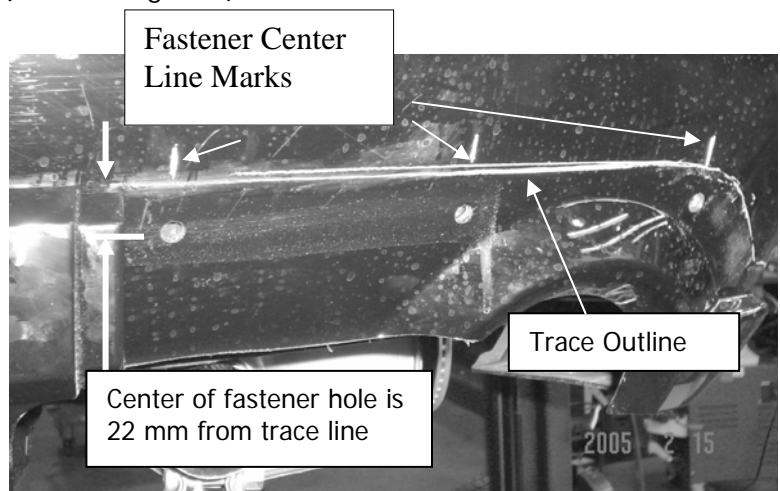 Fastener Center
Line Marks
Trace Outline
Center of fastener hole is
22 mm from trace line
2005 2 15